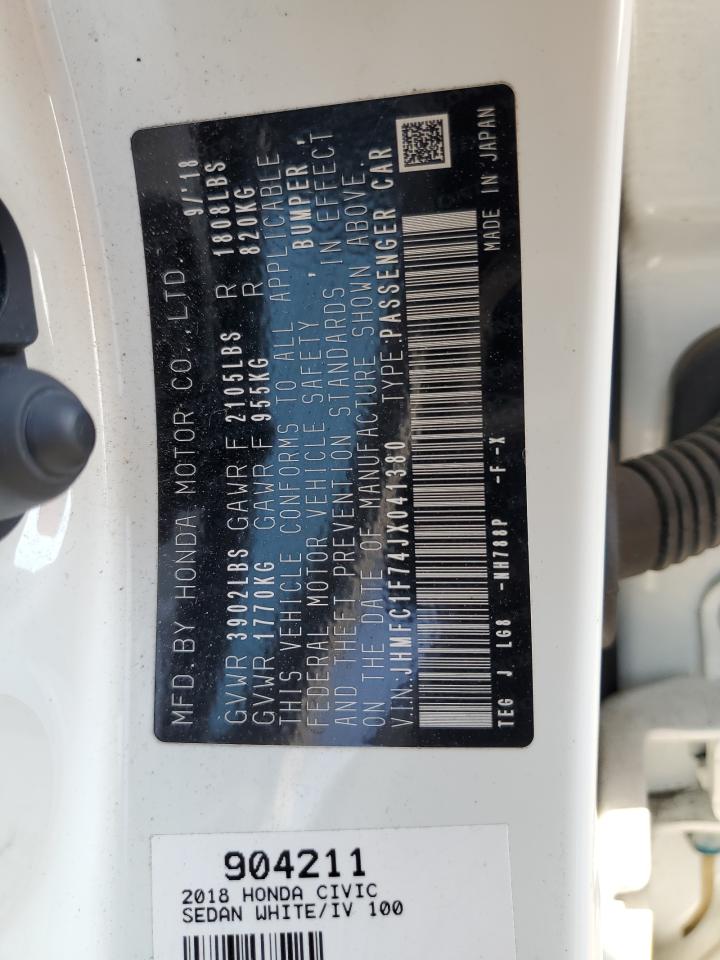 MFD.BY HONDA MOTOR CO.,LTD. 9/'18
GVWR 3902LBS GAWR F 2105LBS R 1808LBS
GVWR 1770KG GAWR F 955KG R 820KG
THIS VEHICLE CONFORMS TO ALL APPLICABLE
FEDERAL MOTOR VEHICLE SAFETY , BUMPER ,
AND THEFT PREVENTION STANDARDS IN EFFECT
ON THE DATE OF MANUFACTURE SHOWN ABOVE.
V.I.N:JHMFC1F74JX041380 TYPE:PASSENGER CAR
TEG J LG8 -NH788P -F-X MADE IN JAPAN
904211
2018 HONDA CIVIC
SEDAN WHITE/IV 100